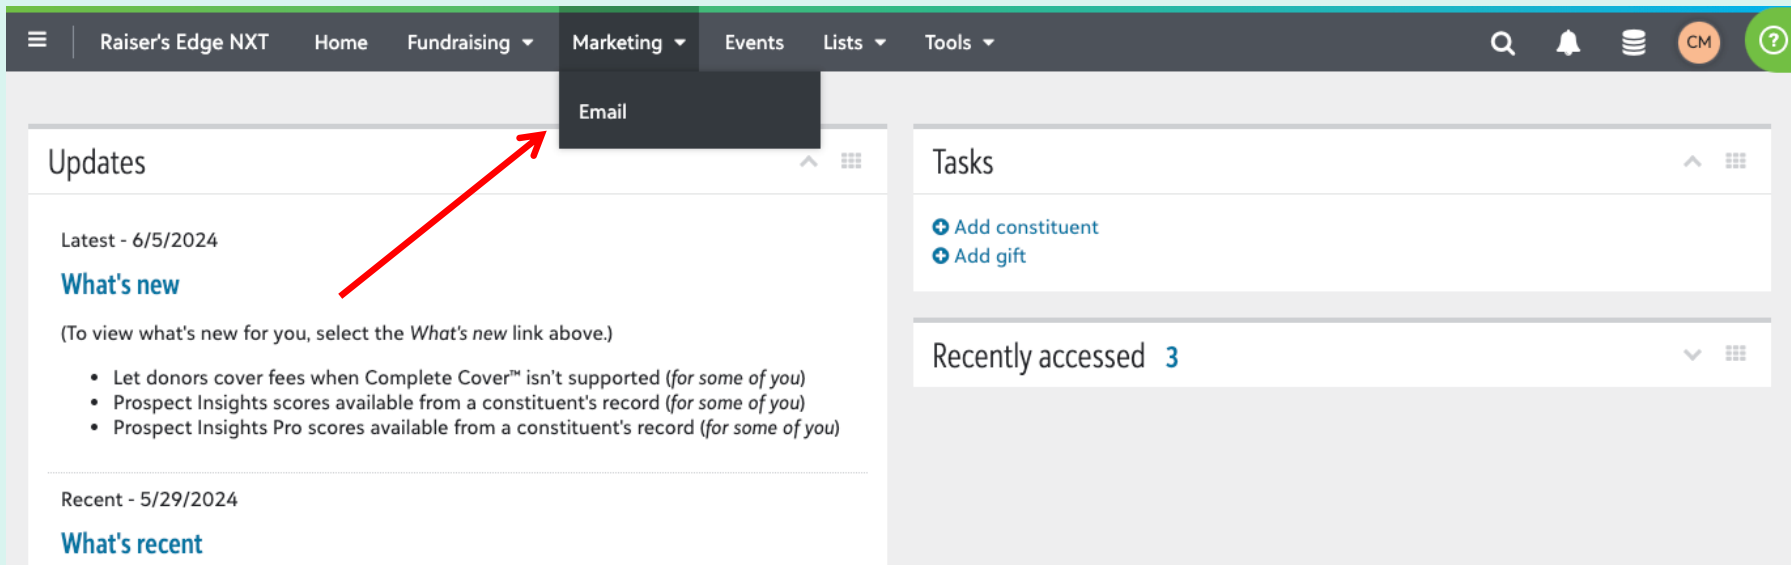 Raiser's Edge NXT Home Fundraising Marketing Events Lists Tools CM ?
Email
Updates
Latest - 6/5/2024
What's new
(To view what's new for you, select the What's new link above.)
• Let donors cover fees when Complete Cover™ isn't supported (for some of you)
• Prospect Insights scores available from a constituent's record (for some of you)
• Prospect Insights Pro scores available from a constituent's record (for some of you)
Recent - 5/29/2024
What's recent
Tasks
Add constituent
Add gift
Recently accessed 3